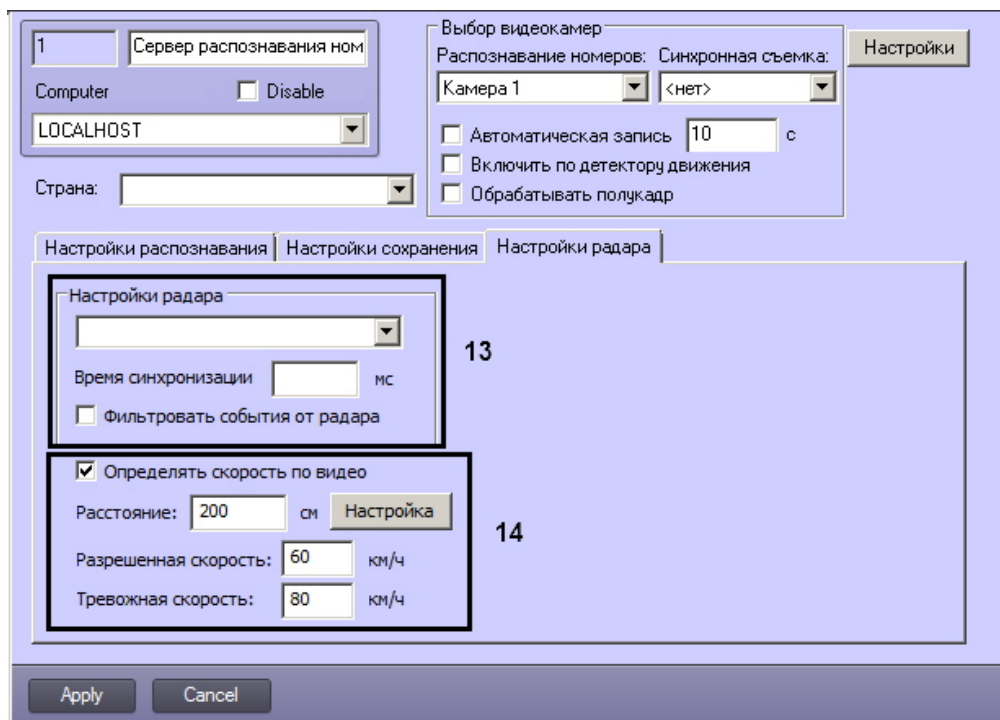 1
Сервер распознавания ном
Computer
Disable
LOCALHOST
Страна:
Выбор видеокамер
Распознавание номеров: Синхронная съемка:
Камера 1
<нет>
Автоматическая запись 10 с
Включить по детектору движения
Обрабатывать полукадр
Настройки
Настройки распознавания Настройки сохранения Настройки радара
Настройки радара
Время синхронизации мс
Фильтровать события от радара
13
Определять скорость по видео
Расстояние: 200 см Настройка
Разрешенная скорость: 60 км/ч
Тревожная скорость: 80 км/ч
14
Apply Cancel